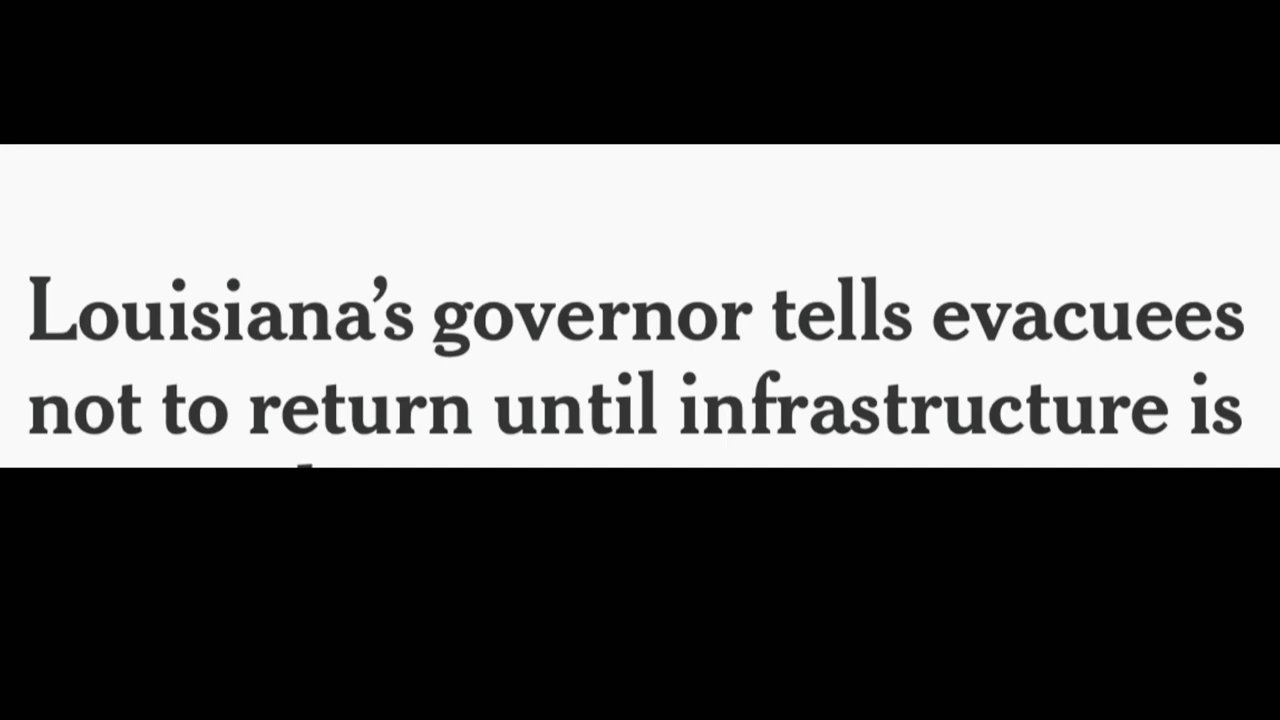 Louisiana’s governor tells evacuees
not to return until infrastructure is